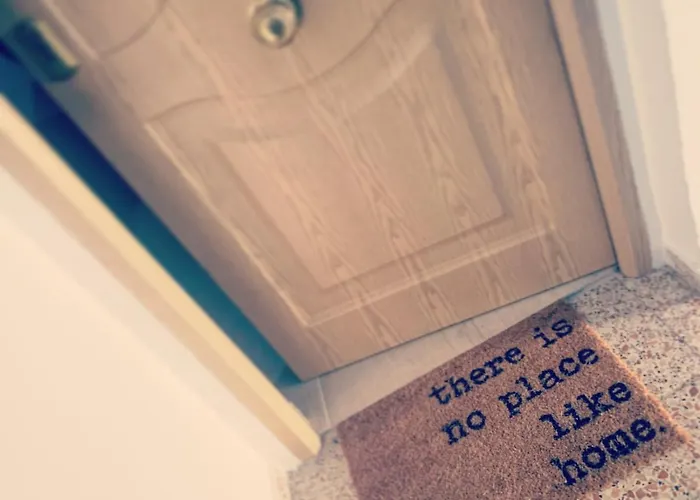 there is
no place
like
home.